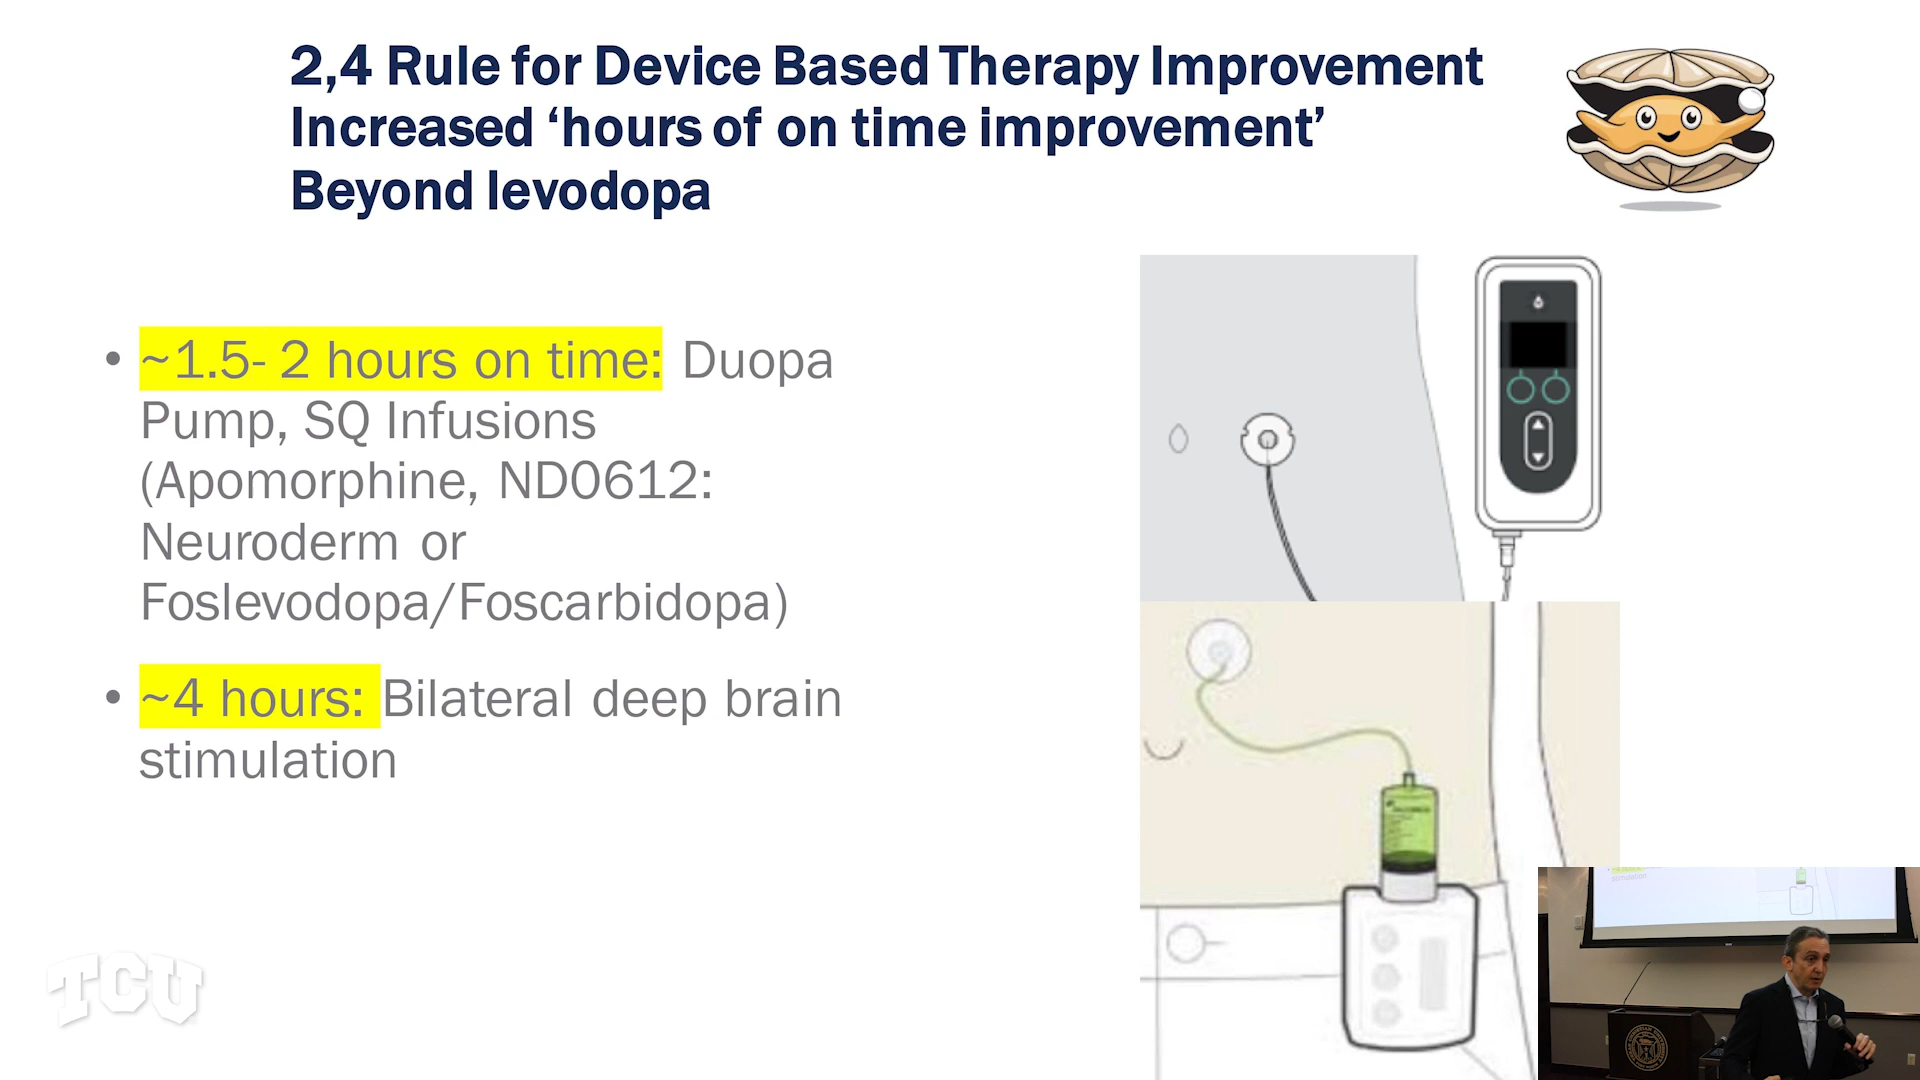 2,4 Rule for Device Based Therapy Improvement
Increased ‘hours of on time improvement’
Beyond levodopa
• ~1.5- 2 hours on time: Duopa
Pump, SQ Infusions
(Apomorphine, ND0612:
Neuroderm or
Foslevodopa/Foscarbidopa)
• ~4 hours: Bilateral deep brain
stimulation
TCU
stimulation